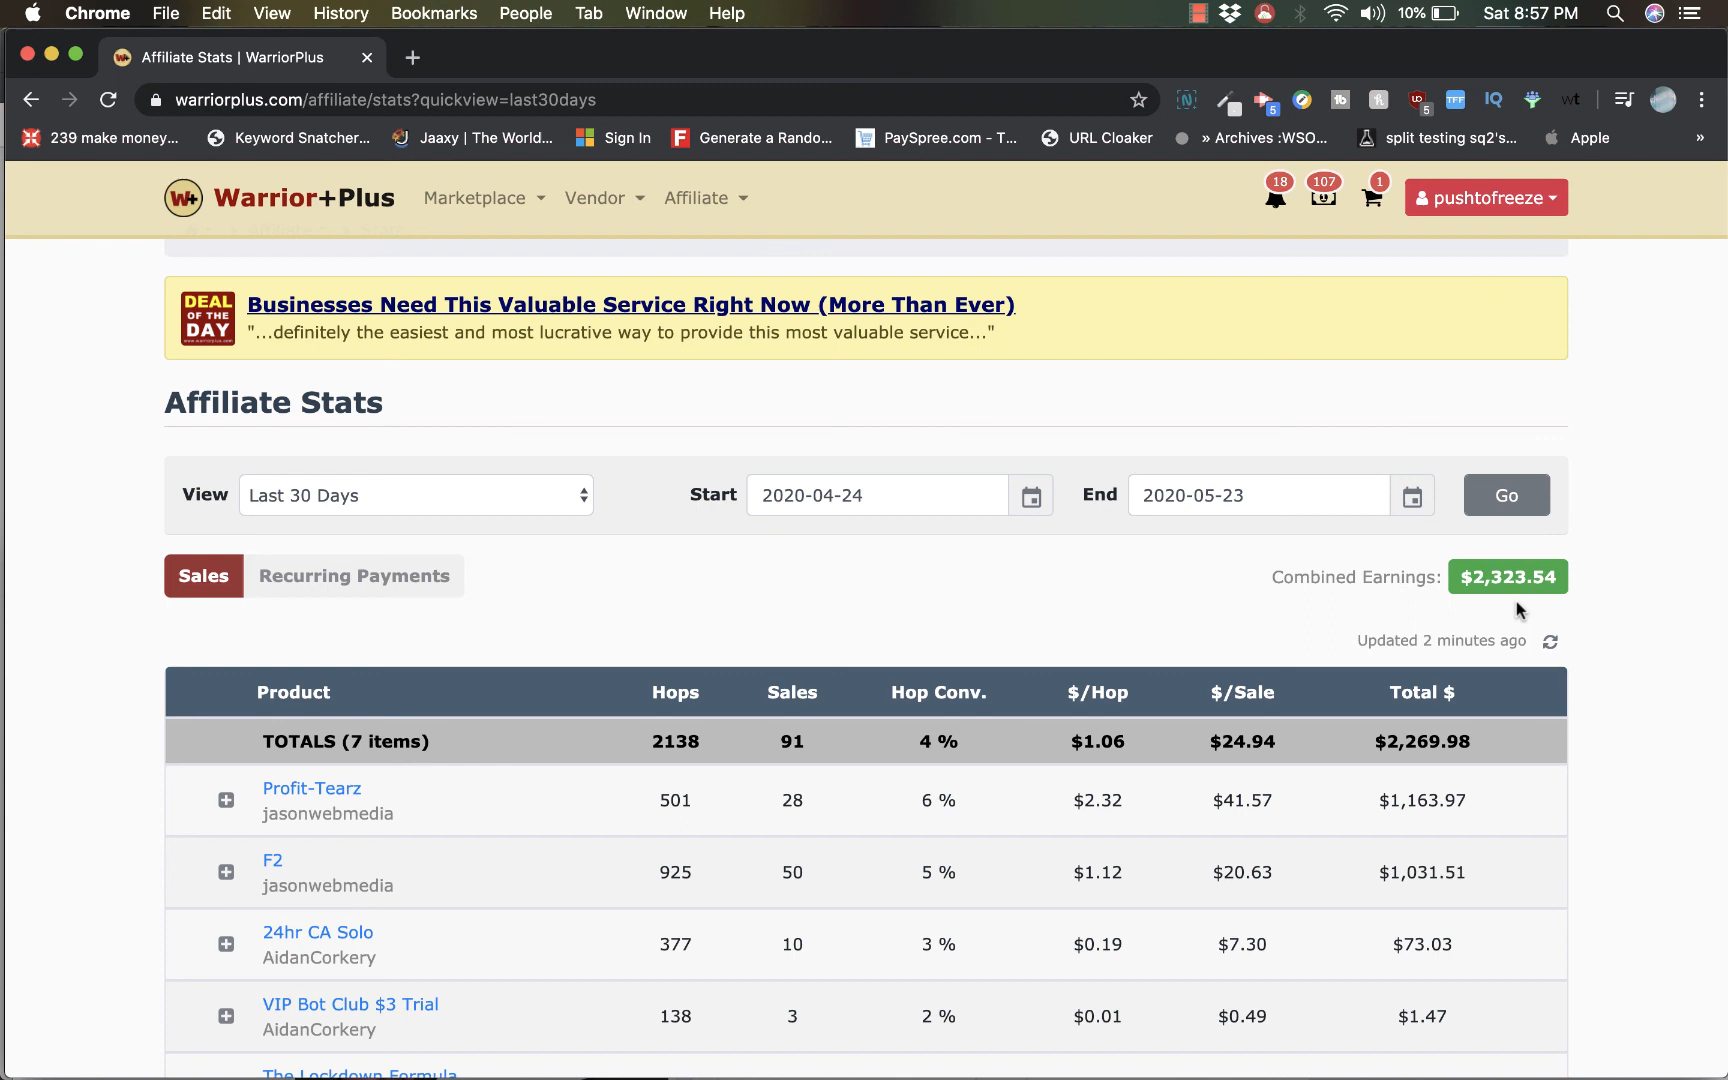 Chrome File Edit View History Bookmarks People Tab Window Help 10% Sat 8:57 PM
Affiliate Stats | WarriorPlus
warriorplus.com/affiliate/stats?quickview=last30days
5 5 TFF IQ wt
239 make money... Keyword Snatcher... Jaaxy | The World... Sign In Generate a Rando... PaySpree.com - T... URL Cloaker » Archives :WSO... split testing sq2's... Apple »
W+ Warrior+Plus Marketplace Vendor Affiliate 18 107 1 pushtofreeze
DEAL OF THE DAY
Businesses Need This Valuable Service Right Now (More Than Ever)
"...definitely the easiest and most lucrative way to provide this most valuable service..."
Affiliate Stats
View Last 30 Days Start 2020-04-24 End 2020-05-23 Go
Sales Recurring Payments Combined Earnings: $2,323.54
Updated 2 minutes ago
Product Hops Sales Hop Conv. $/Hop $/Sale Total $
TOTALS (7 items) 2138 91 4 % $1.06 $24.94 $2,269.98
Profit-Tearz
jasonwebmedia
501 28 6 % $2.32 $41.57 $1,163.97
F2
jasonwebmedia
925 50 5 % $1.12 $20.63 $1,031.51
24hr CA Solo
AidanCorkery
377 10 3 % $0.19 $7.30 $73.03
VIP Bot Club $3 Trial
AidanCorkery
138 3 2 % $0.01 $0.49 $1.47
The Lockdown Formula